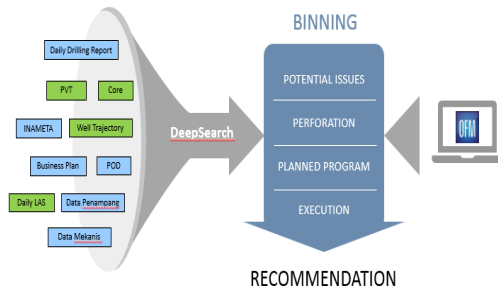 BINNING
Daily Drilling Report
PVT
Core
INAMETA
Well Trajectory
Business Plan
POD
Daily LAS
Data Penampang
Data Mekanis
DeepSearch
POTENTIAL ISSUES
PERFORATION
PLANNED PROGRAM
EXECUTION
OFM
RECOMMENDATION